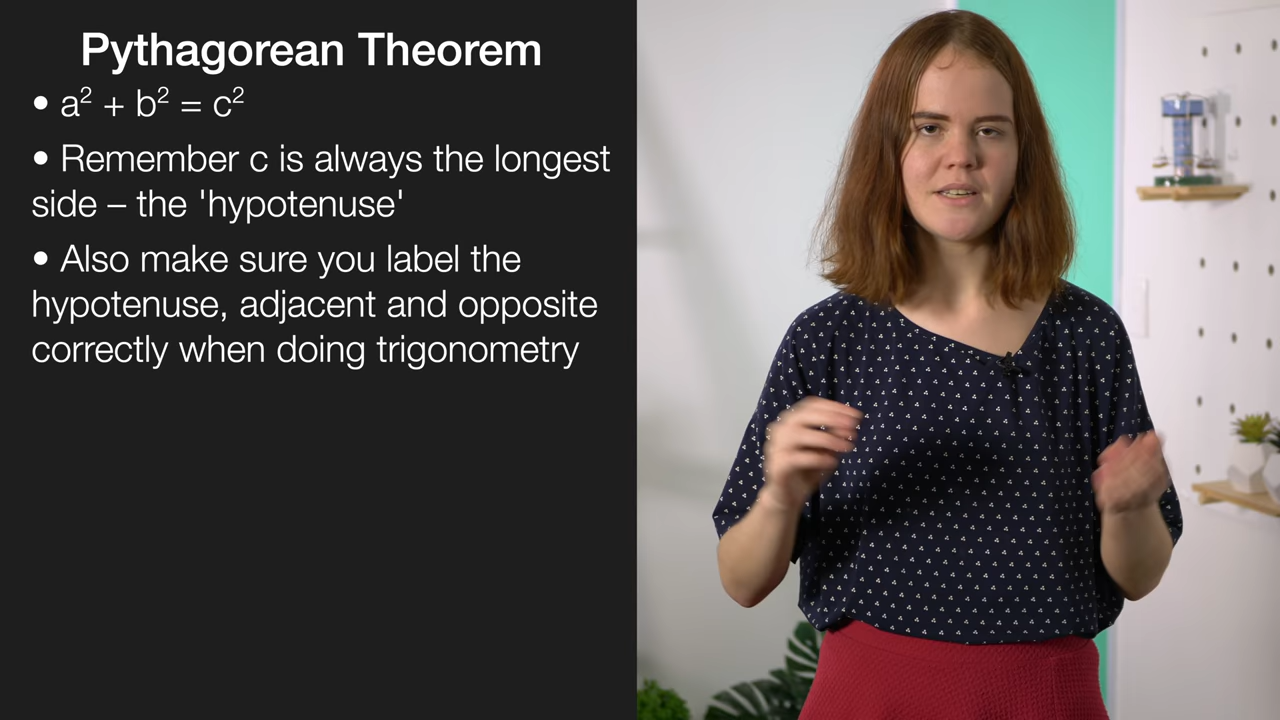 Pythagorean Theorem
• a² + b² = c²
• Remember c is always the longest
side – the 'hypotenuse'
• Also make sure you label the
hypotenuse, adjacent and opposite
correctly when doing trigonometry